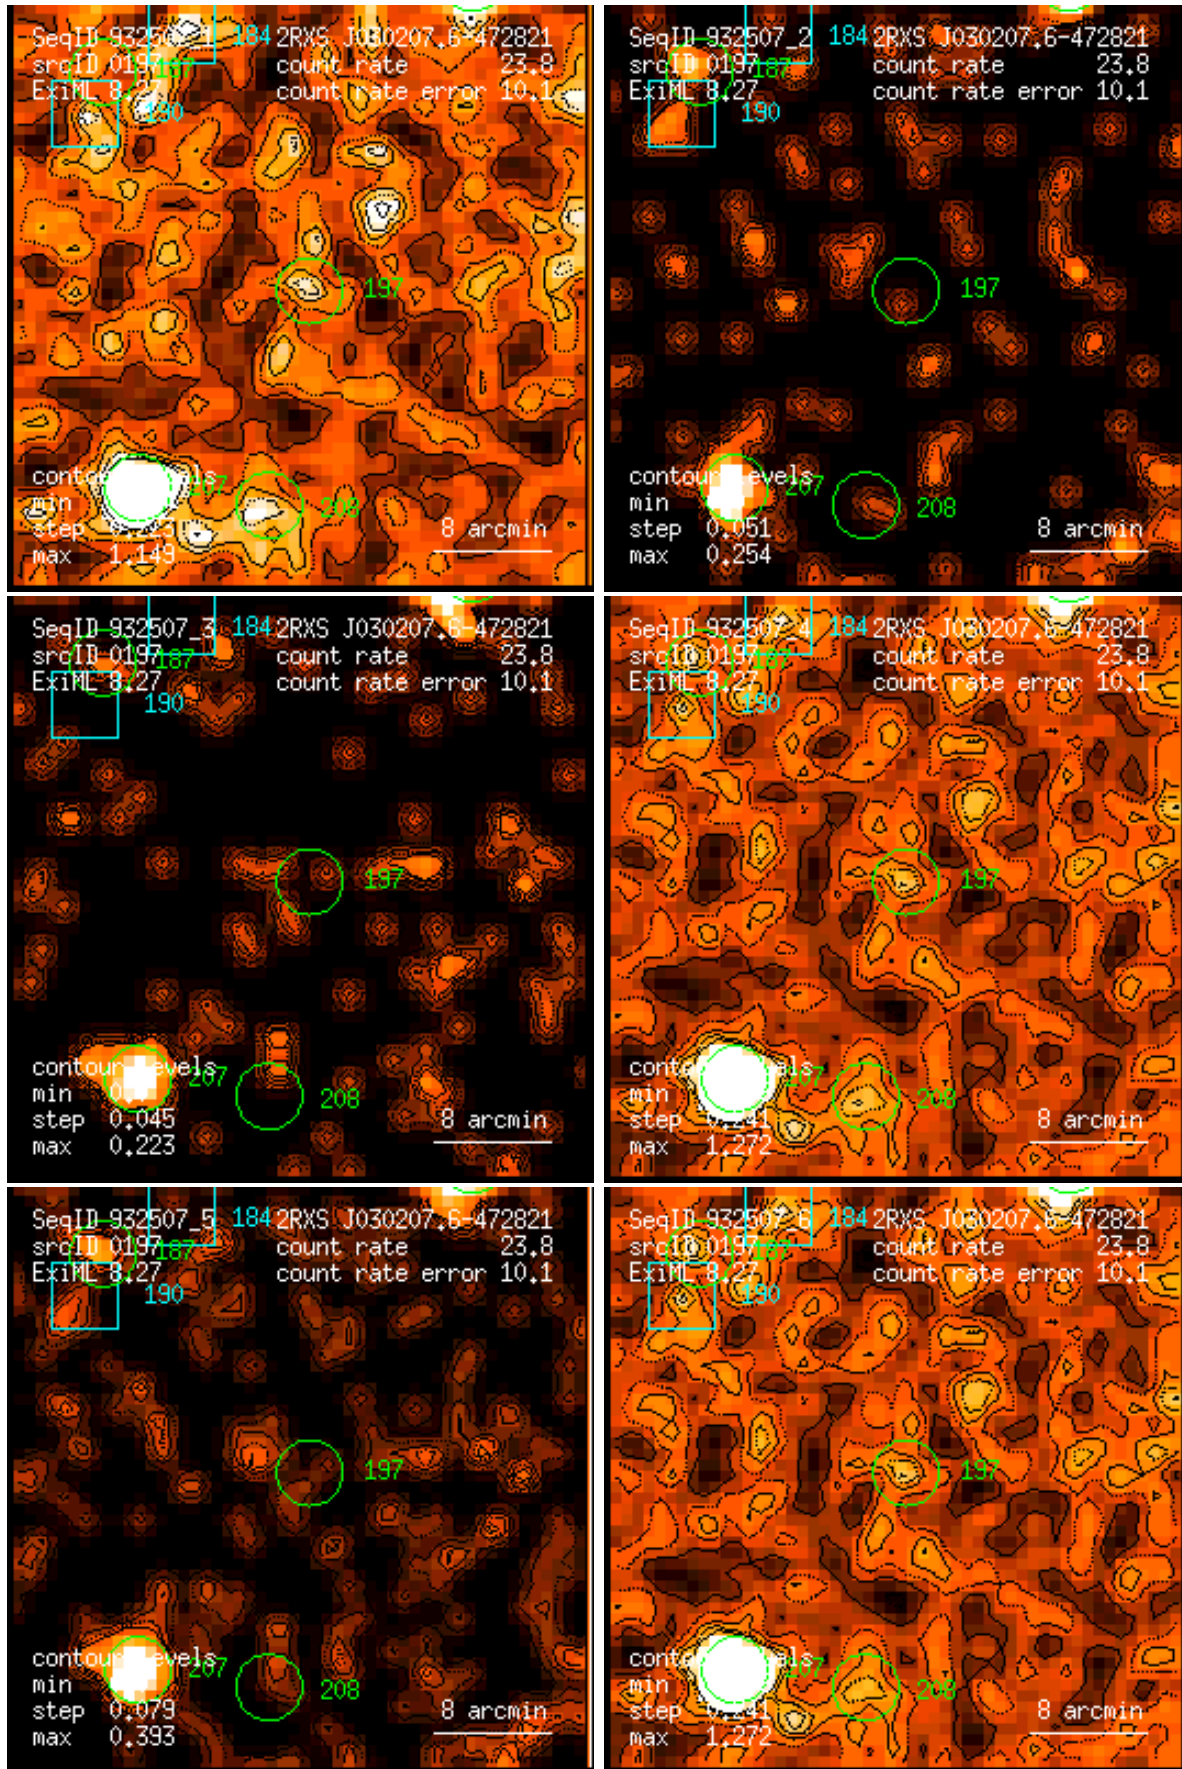 SeqID 932507_1 184 2RXS J030207.6-472821
srcID 0197 187 count rate 23.8
ExiML 8.27 count rate error 10.1
190
197
contour levels
207
min
208
step
8 arcmin
max 1.149
SeqID 932507_2 184 2RXS J030207.6-472821
srcID 0197 187 count rate 23.8
ExiML 8.27 count rate error 10.1
190
197
contour levels
207
min
208
step 0.051
8 arcmin
max 0.254
SeqID 932507_3 184 2RXS J030207.6-472821
srcID 0197 187 count rate 23.8
ExiML 8.27 count rate error 10.1
190
197
contour levels
207
min
208
step 0.045
8 arcmin
max 0.223
SeqID 932507_4 184 2RXS J030207.6-472821
srcID 0197 187 count rate 23.8
ExiML 8.27 count rate error 10.1
190
197
contour levels
207
min
208
step 0.241
8 arcmin
max 1.272
SeqID 932507_5 184 2RXS J030207.6-472821
srcID 0197 187 count rate 23.8
ExiML 8.27 count rate error 10.1
190
197
contour levels
207
min
208
step 0.079
8 arcmin
max 0.393
SeqID 932507_6 184 2RXS J030207.6-472821
srcID 0197 187 count rate 23.8
ExiML 8.27 count rate error 10.1
190
197
contour levels
207
min
208
step 0.241
8 arcmin
max 1.272